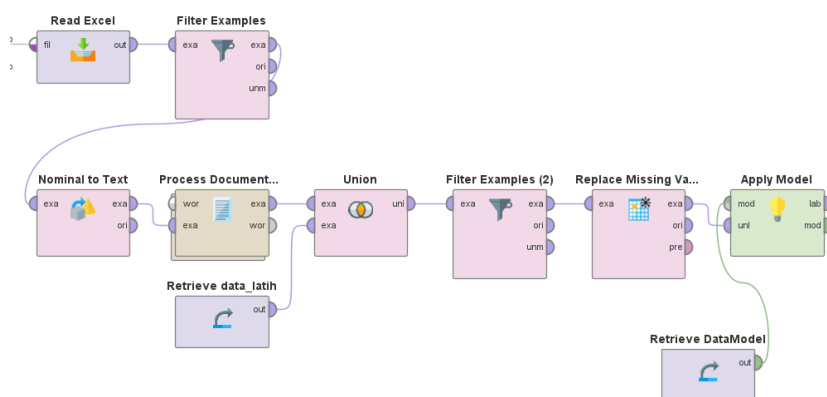 Read Excel
Filter Examples
fil
out
exa
exa
ori
unm
Nominal to Text
Process Document...
Union
Filter Examples (2)
Replace Missing Va...
Apply Model
exa
exa
ori
wor
exa
exa
wor
exa
uni
exa
exa
exa
ori
unm
exa
exa
ori
pre
mod
lab
unl
mod
Retrieve data_latih
out
Retrieve DataModel
out